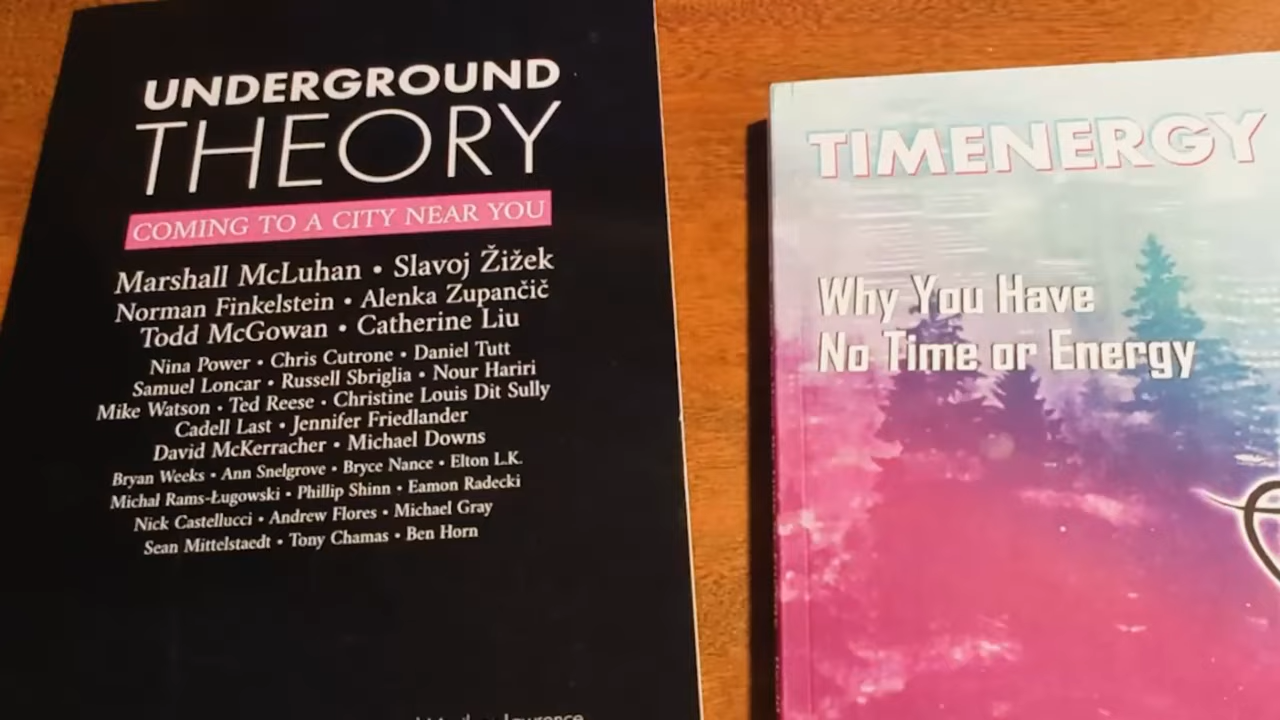 UNDERGROUND
THEORY
COMING TO A CITY NEAR YOU
Marshall McLuhan • Slavoj Žižek
Norman Finkelstein • Alenka Zupančič
Todd McGowan • Catherine Liu
Nina Power • Chris Cutrone • Daniel Tutt
Samuel Loncar • Russell Sbriglia • Nour Hariri
Mike Watson • Ted Reese • Christine Louis Dit Sully
Cadell Last • Jennifer Friedlander
David McKerracher • Michael Downs
Bryan Weeks • Ann Snelgrove • Bryce Nance • Elton L.K.
Michal Rams-Ługowski • Phillip Shinn • Eamon Radecki
Nick Castellucci • Andrew Flores • Michael Gray
Sean Mittelstaedt • Tony Chamas • Ben Horn
Lawrence
TIMENERGY
Why You Have
No Time or Energy